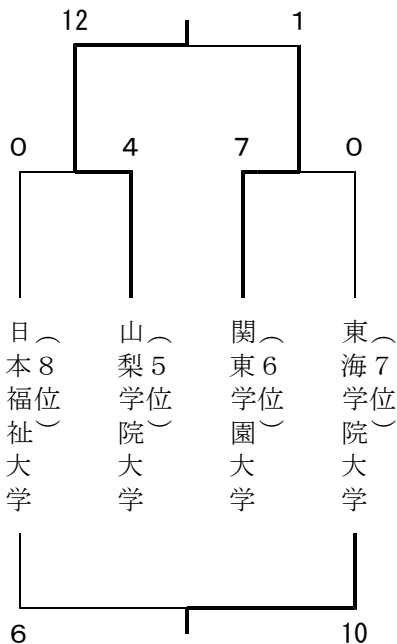 12 1
0 4 7 0
日本福祉大学
（8位）
山梨学院大学
（5位）
関東学園大学
（6位）
東海学院大学
（7位）
6 10